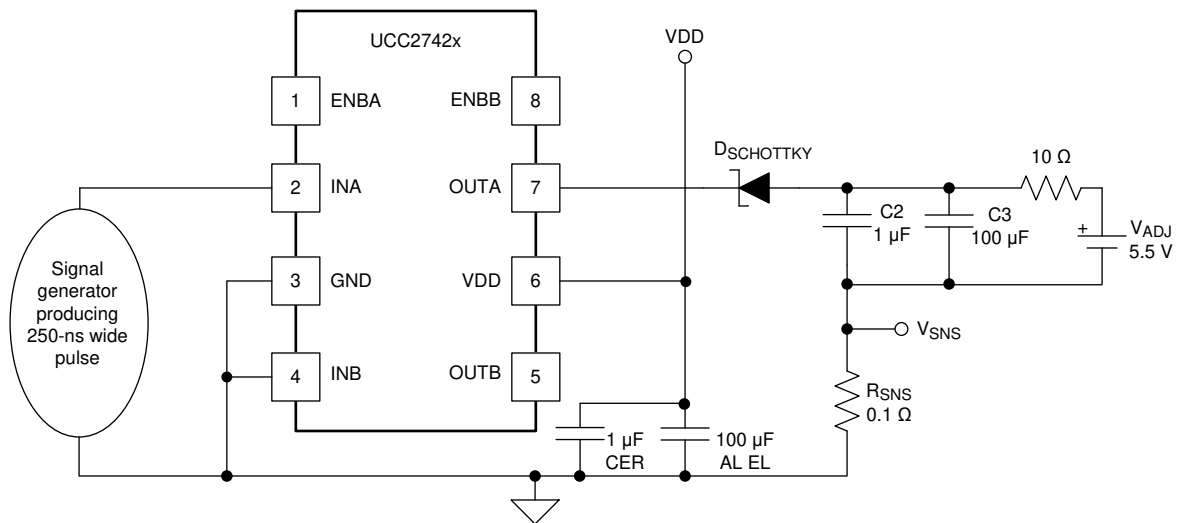 UCC2742x
VDD
1 ENBA
ENBB 8
2 INA
OUTA 7
3 GND
VDD 6
4 INB
OUTB 5
Signal
generator
producing
250-ns wide
pulse
DSCHOTTKY
C2
1 μF
C3
100 μF
10 Ω
+
VADJ
5.5 V
VSNS
RSNS
0.1 Ω
1 μF
CER
100 μF
AL EL